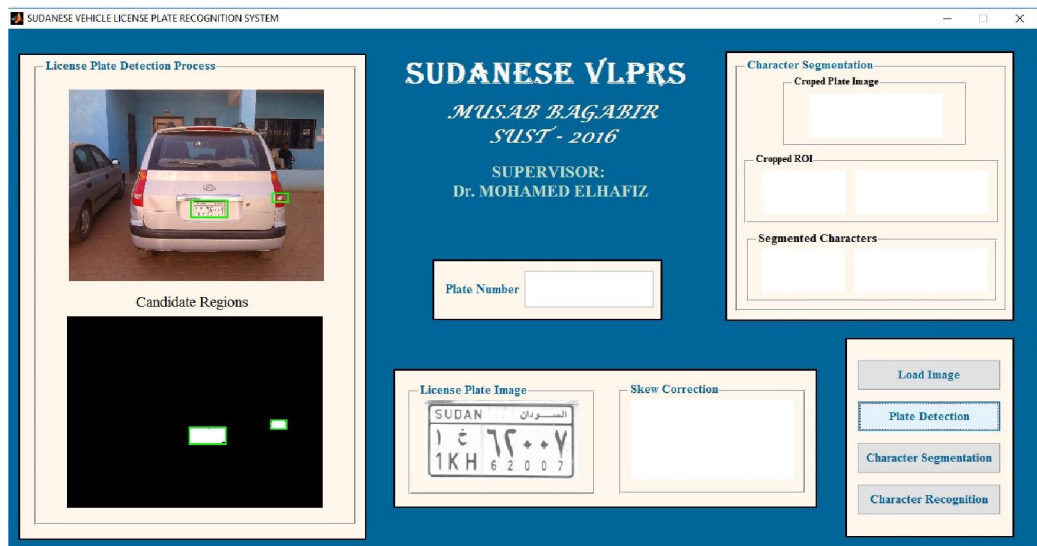 SUDANESE VEHICLE LICENSE PLATE RECOGNITION SYSTEM
License Plate Detection Process
Candidate Regions
SUDANESE VLPRS
MUSAB BAGABIR
SUST - 2016
SUPERVISOR:
Dr. MOHAMED ELHAFIZ
Plate Number
License Plate Image
SUDAN السودان
خ ١ ٦٢٠٠٧
1KH 62007
Skew Correction
Character Segmentation
Croped Plate Image
Cropped ROI
Segmented Characters
Load Image
Plate Detection
Character Segmentation
Character Recognition